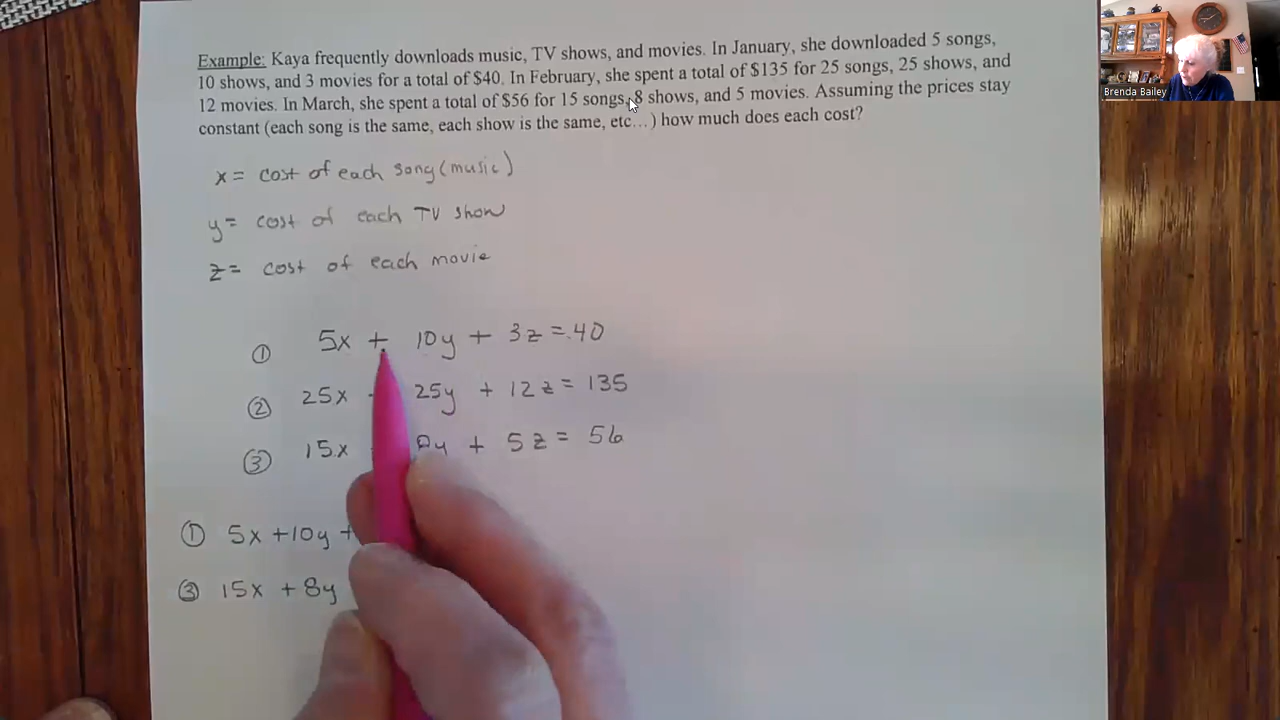 Example: Kaya frequently downloads music, TV shows, and movies. In January, she downloaded 5 songs,
10 shows, and 3 movies for a total of $40. In February, she spent a total of $135 for 25 songs, 25 shows, and
12 movies. In March, she spent a total of $56 for 15 songs, 8 shows, and 5 movies. Assuming the prices stay
constant (each song is the same, each show is the same, etc...) how much does each cost?
x = cost of each song (music)
y = cost of each TV show
z = cost of each movie
① 5x + 10y + 3z = 40
② 25x 25y + 12z = 135
③ 15x 8y + 5z = 56
① 5x + 10y +
③ 15x + 8y
Brenda Bailey